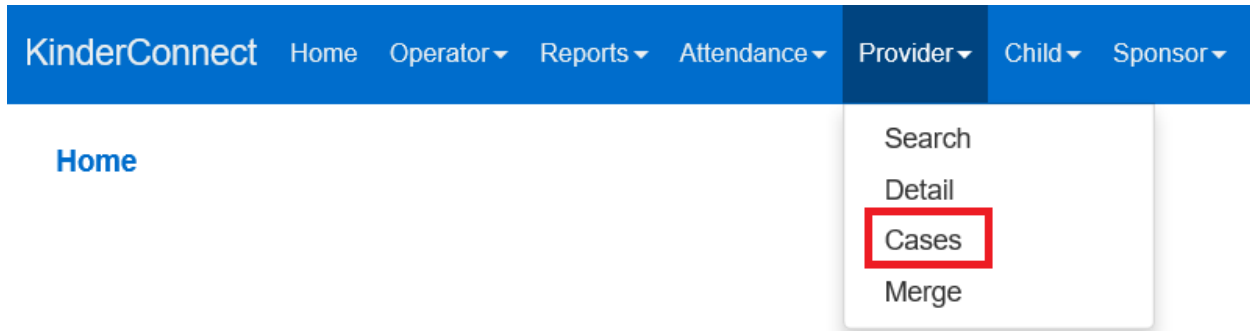 KinderConnect Home Operator Reports Attendance Provider Child Sponsor
Home
Search
Detail
Cases
Merge